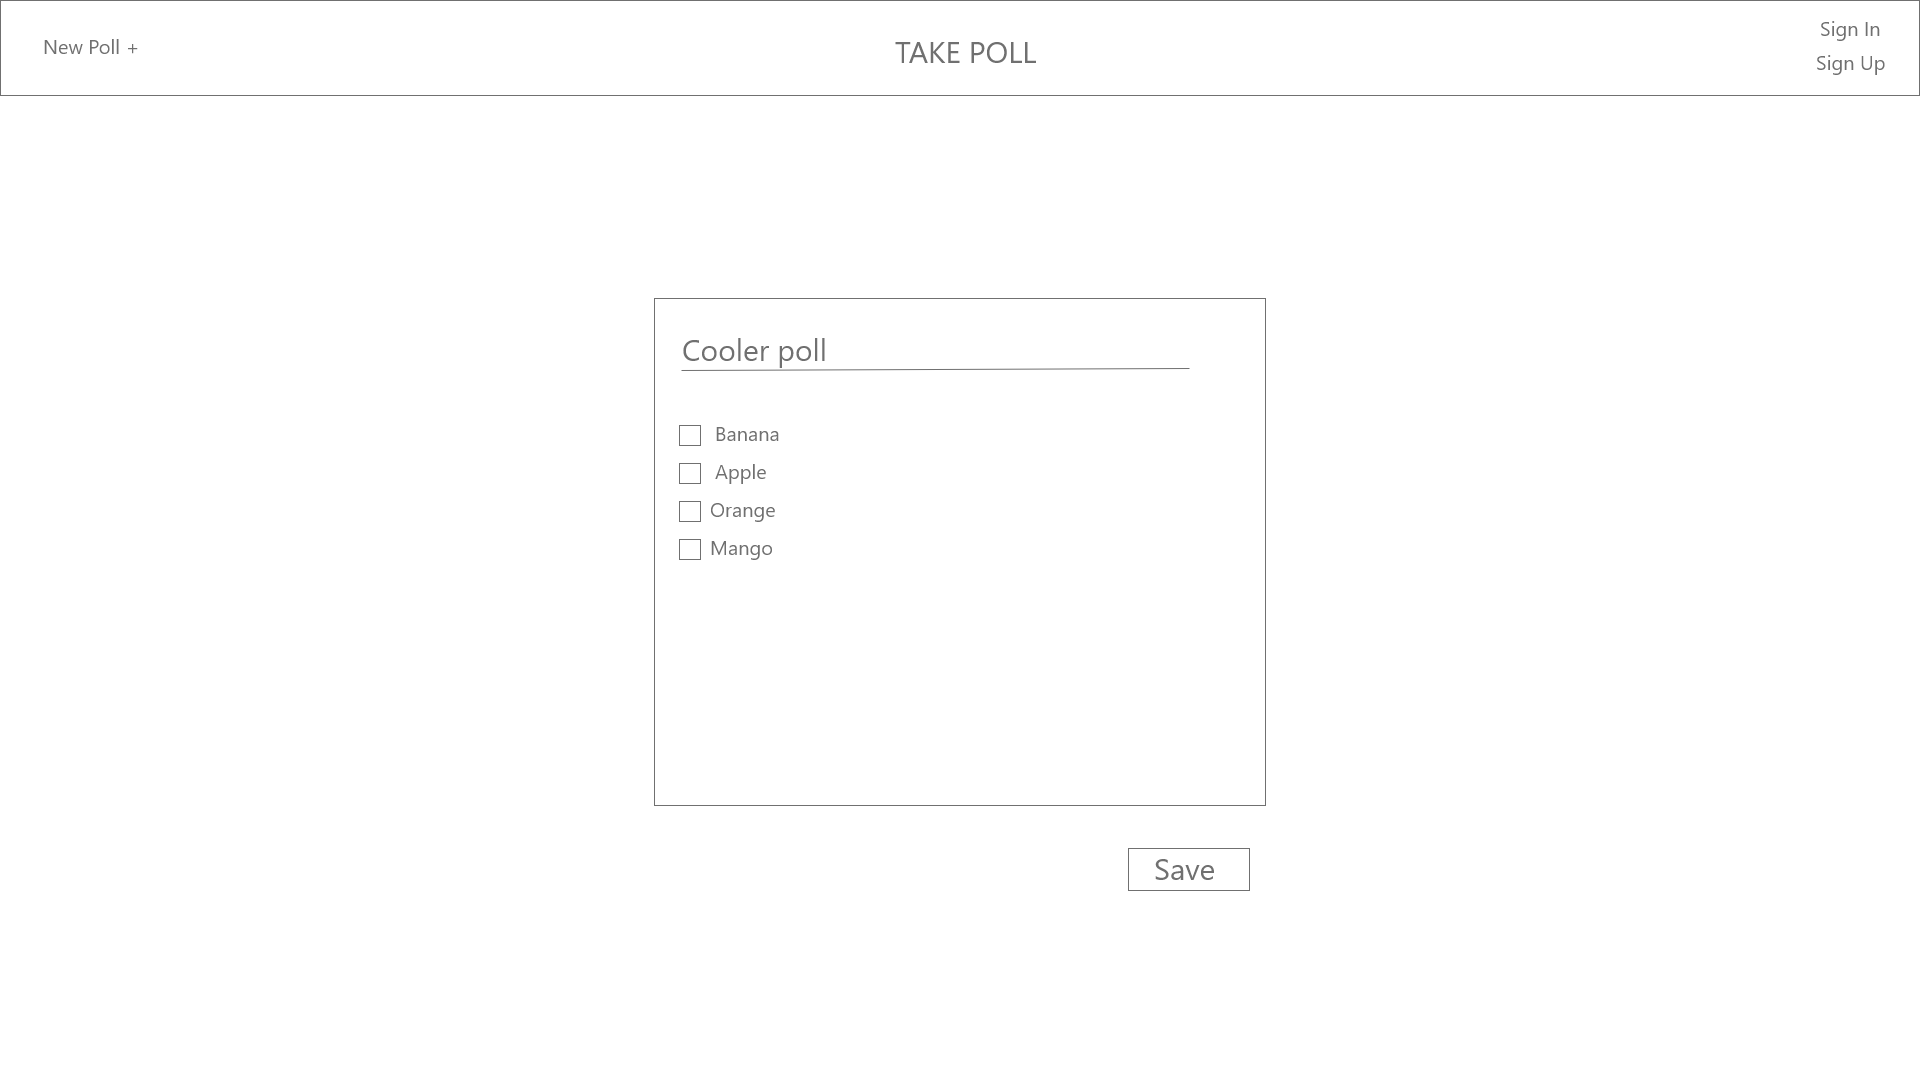 New Poll +
TAKE POLL
Sign In
Sign Up
Cooler poll
Banana
Apple
Orange
Mango
Save